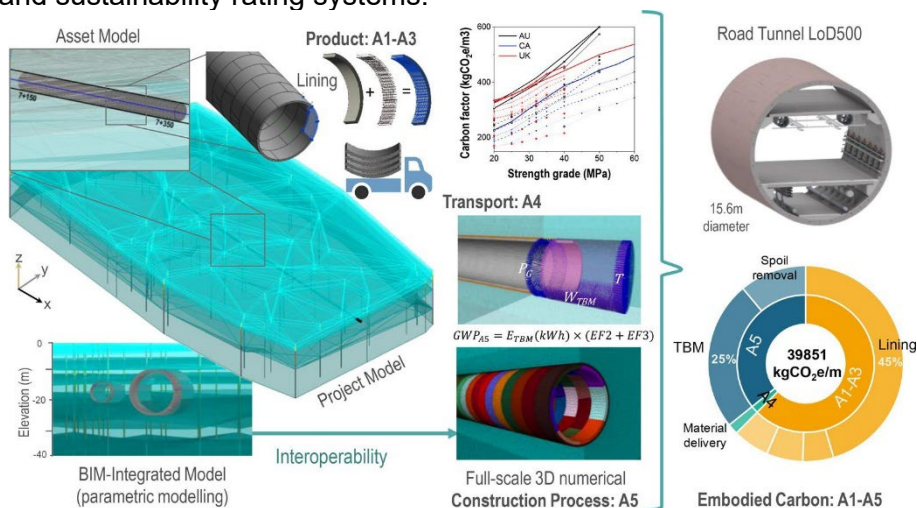 and sustainability rating systems.
Asset Model
7+150
7+350
Product: A1-A3
Lining
+
=
Carbon factor (kgCO2e/m3)
600
400
200
AU
CA
UK
20
30
40
50
60
Strength grade (MPa)
Road Tunnel LoD500
15.6m
diameter
Transport: A4
P_G
W_TBM
T
GWP_A5 = E_TBM(kWh) × (EF2 + EF3)
z
y
x
Project Model
Elevation (m)
0
-20
-40
BIM-Integrated Model
(parametric modelling)
Interoperability
Full-scale 3D numerical
Construction Process: A5
Spoil
removal
TBM
25%
A5
39851
kgCO2e/m
Lining
45%
A1-A3
A4
Material
delivery
Embodied Carbon: A1-A5